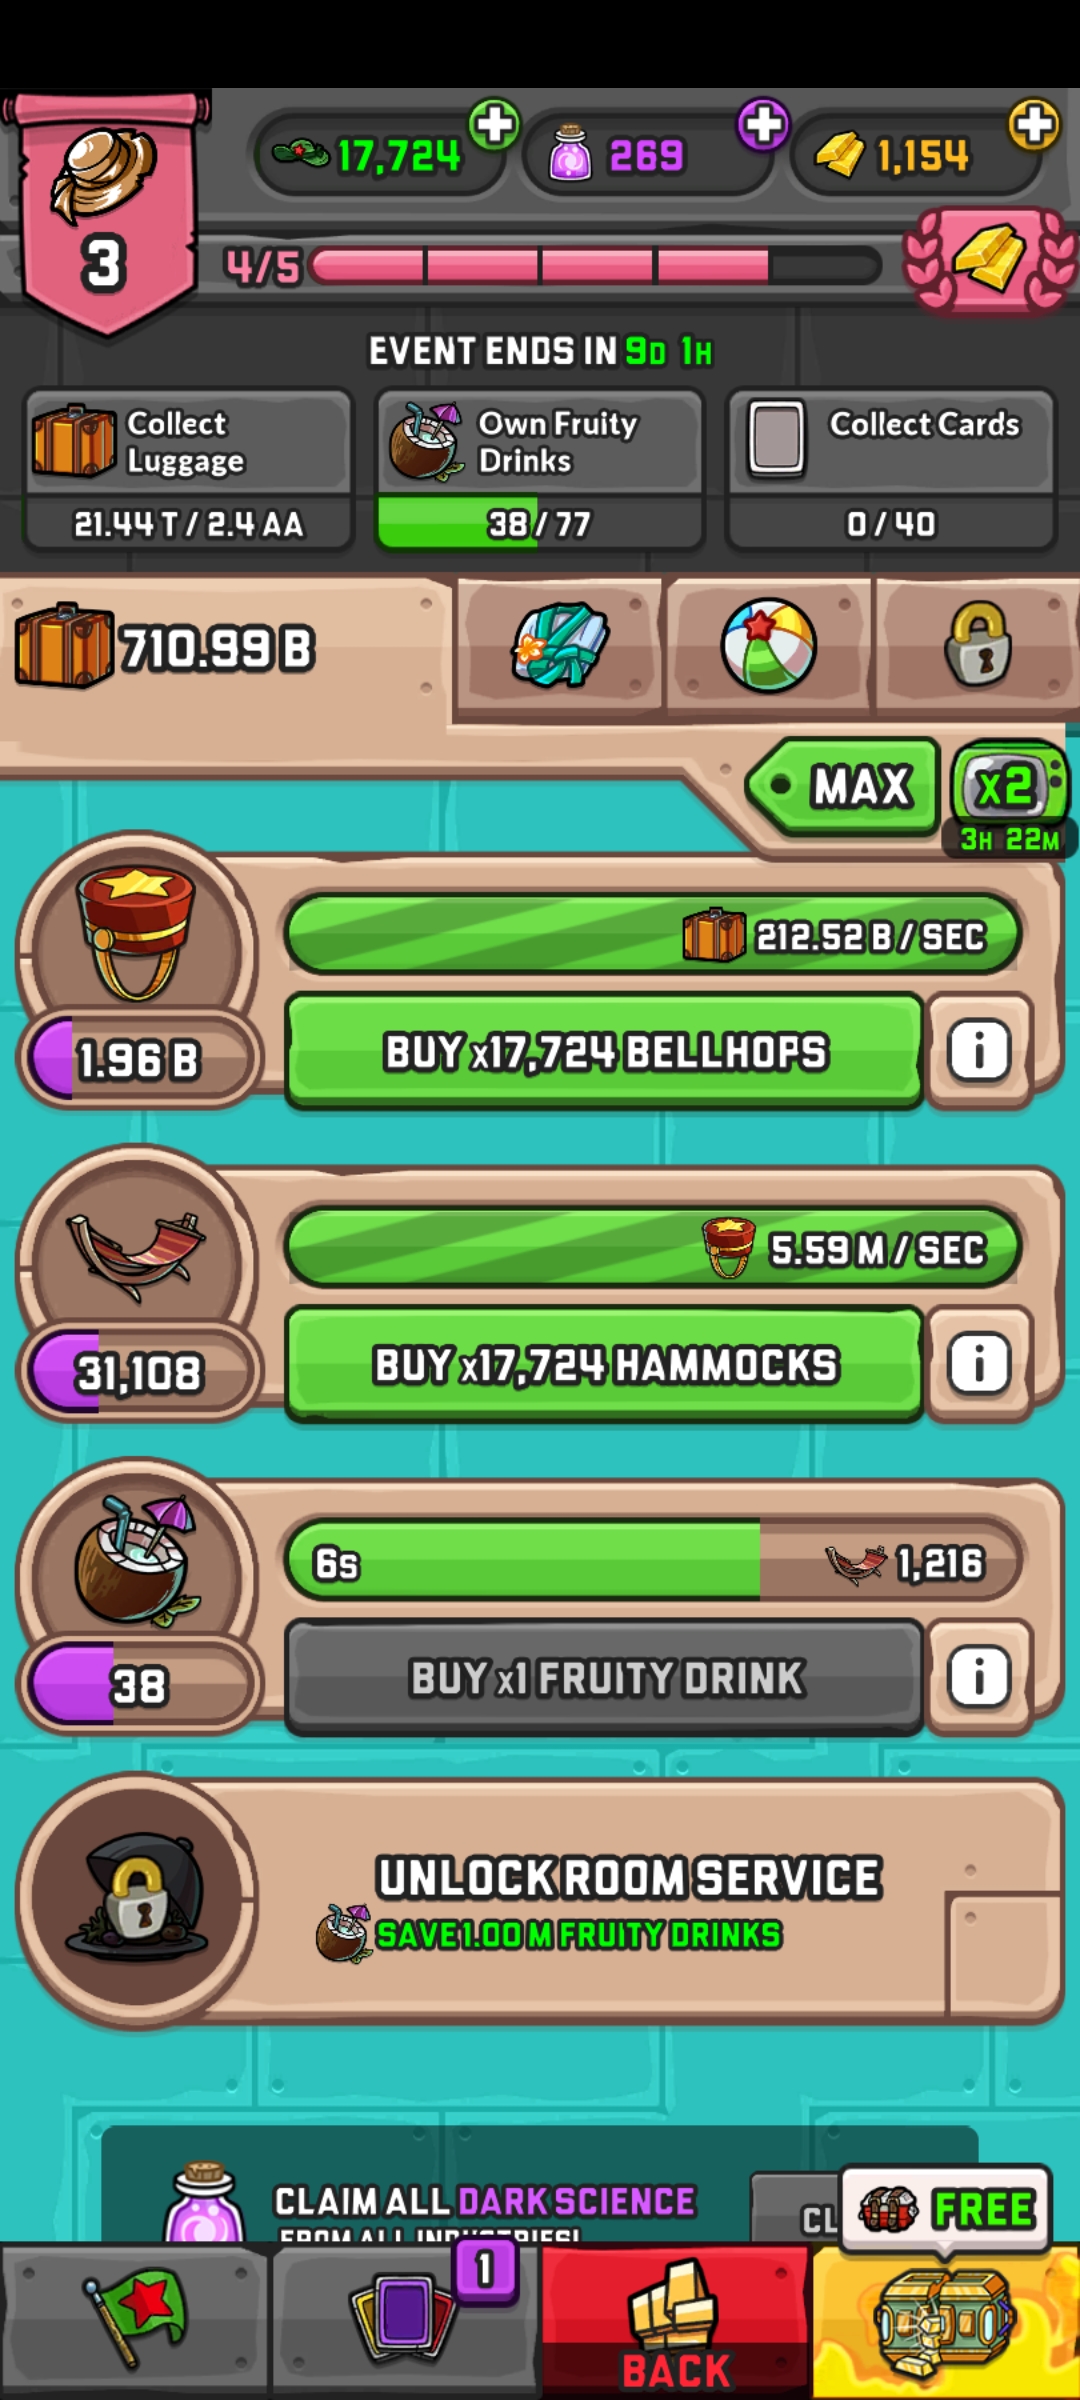 17,724
269
1,154
3
4/5
EVENT ENDS IN 9D 1H
Collect
Luggage
21.44 T / 2.4 AA
Own Fruity
Drinks
38 / 77
Collect Cards
0 / 40
710.99 B
MAX
x2
3H 22M
212.52 B / SEC
1.96 B
BUY x17,724 BELLHOPS
i
5.59 M / SEC
31,108
BUY x17,724 HAMMOCKS
i
6s
1,216
38
BUY x1 FRUITY DRINK
i
UNLOCK ROOM SERVICE
SAVE 1.00 M FRUITY DRINKS
CLAIM ALL DARK SCIENCE
FROM ALL INDUSTRIES!
CL
FREE
1
BACK